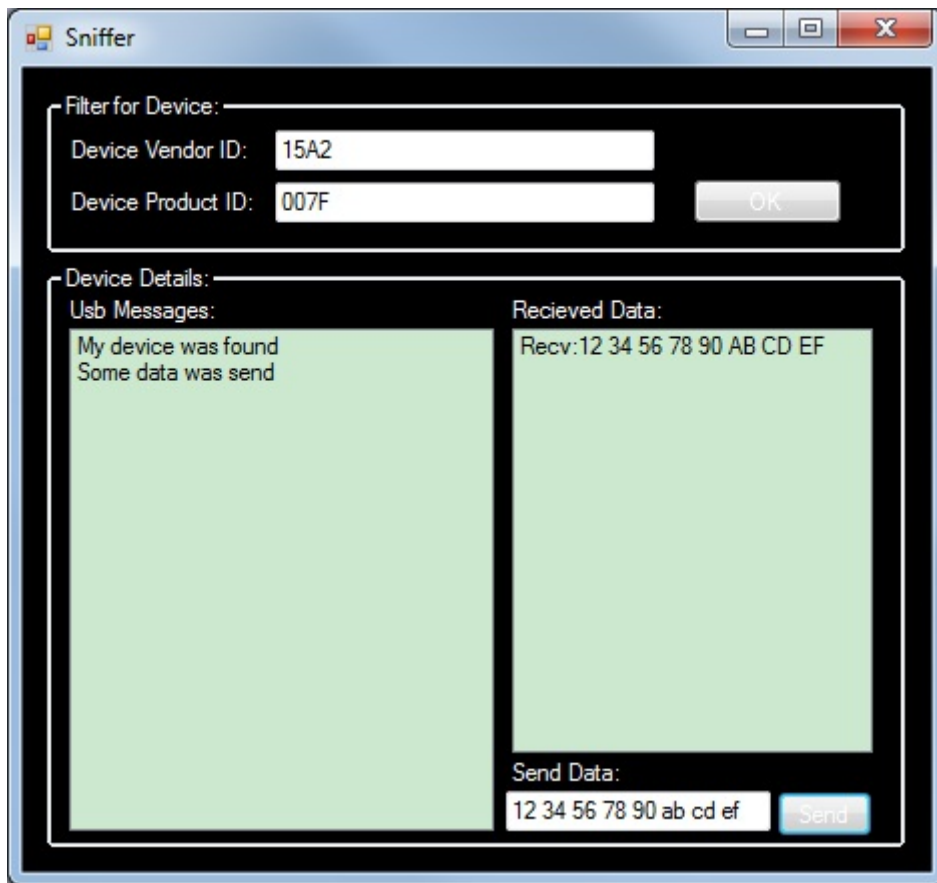 Sniffer
Filter for Device:
Device Vendor ID: 15A2
Device Product ID: 007F OK
Device Details:
Usb Messages:
My device was found
Some data was send
Recieved Data:
Recv:12 34 56 78 90 AB CD EF
Send Data:
12 34 56 78 90 ab cd ef Send